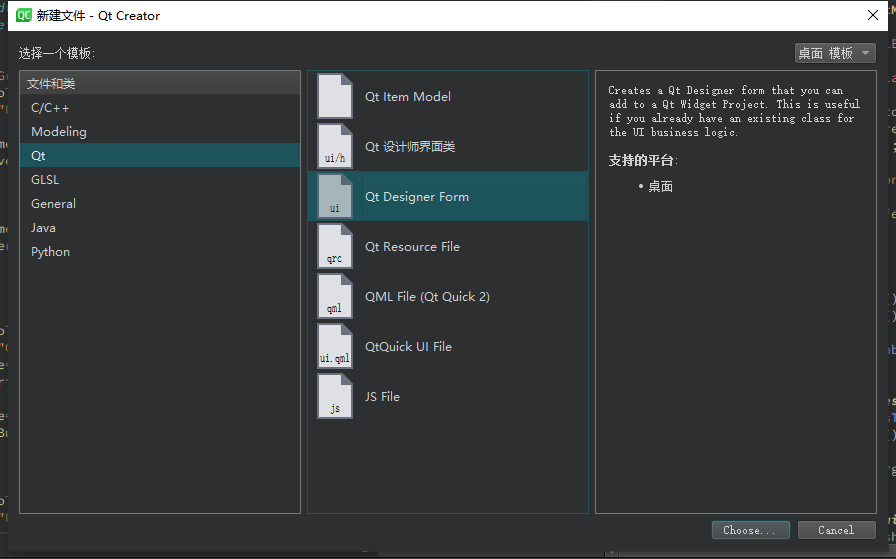 QC 新建文件 - Qt Creator
选择一个模板:
桌面 模板
文件和类
C/C++
Modeling
Qt
GLSL
General
Java
Python
Qt Item Model
ui/h
Qt 设计师界面类
ui
Qt Designer Form
qrc
Qt Resource File
qml
QML File (Qt Quick 2)
ui.qml
QtQuick UI File
js
JS File
Creates a Qt Designer form that you can
add to a Qt Widget Project. This is useful
if you already have an existing class for
the UI business logic.
支持的平台:
• 桌面
Choose...
Cancel